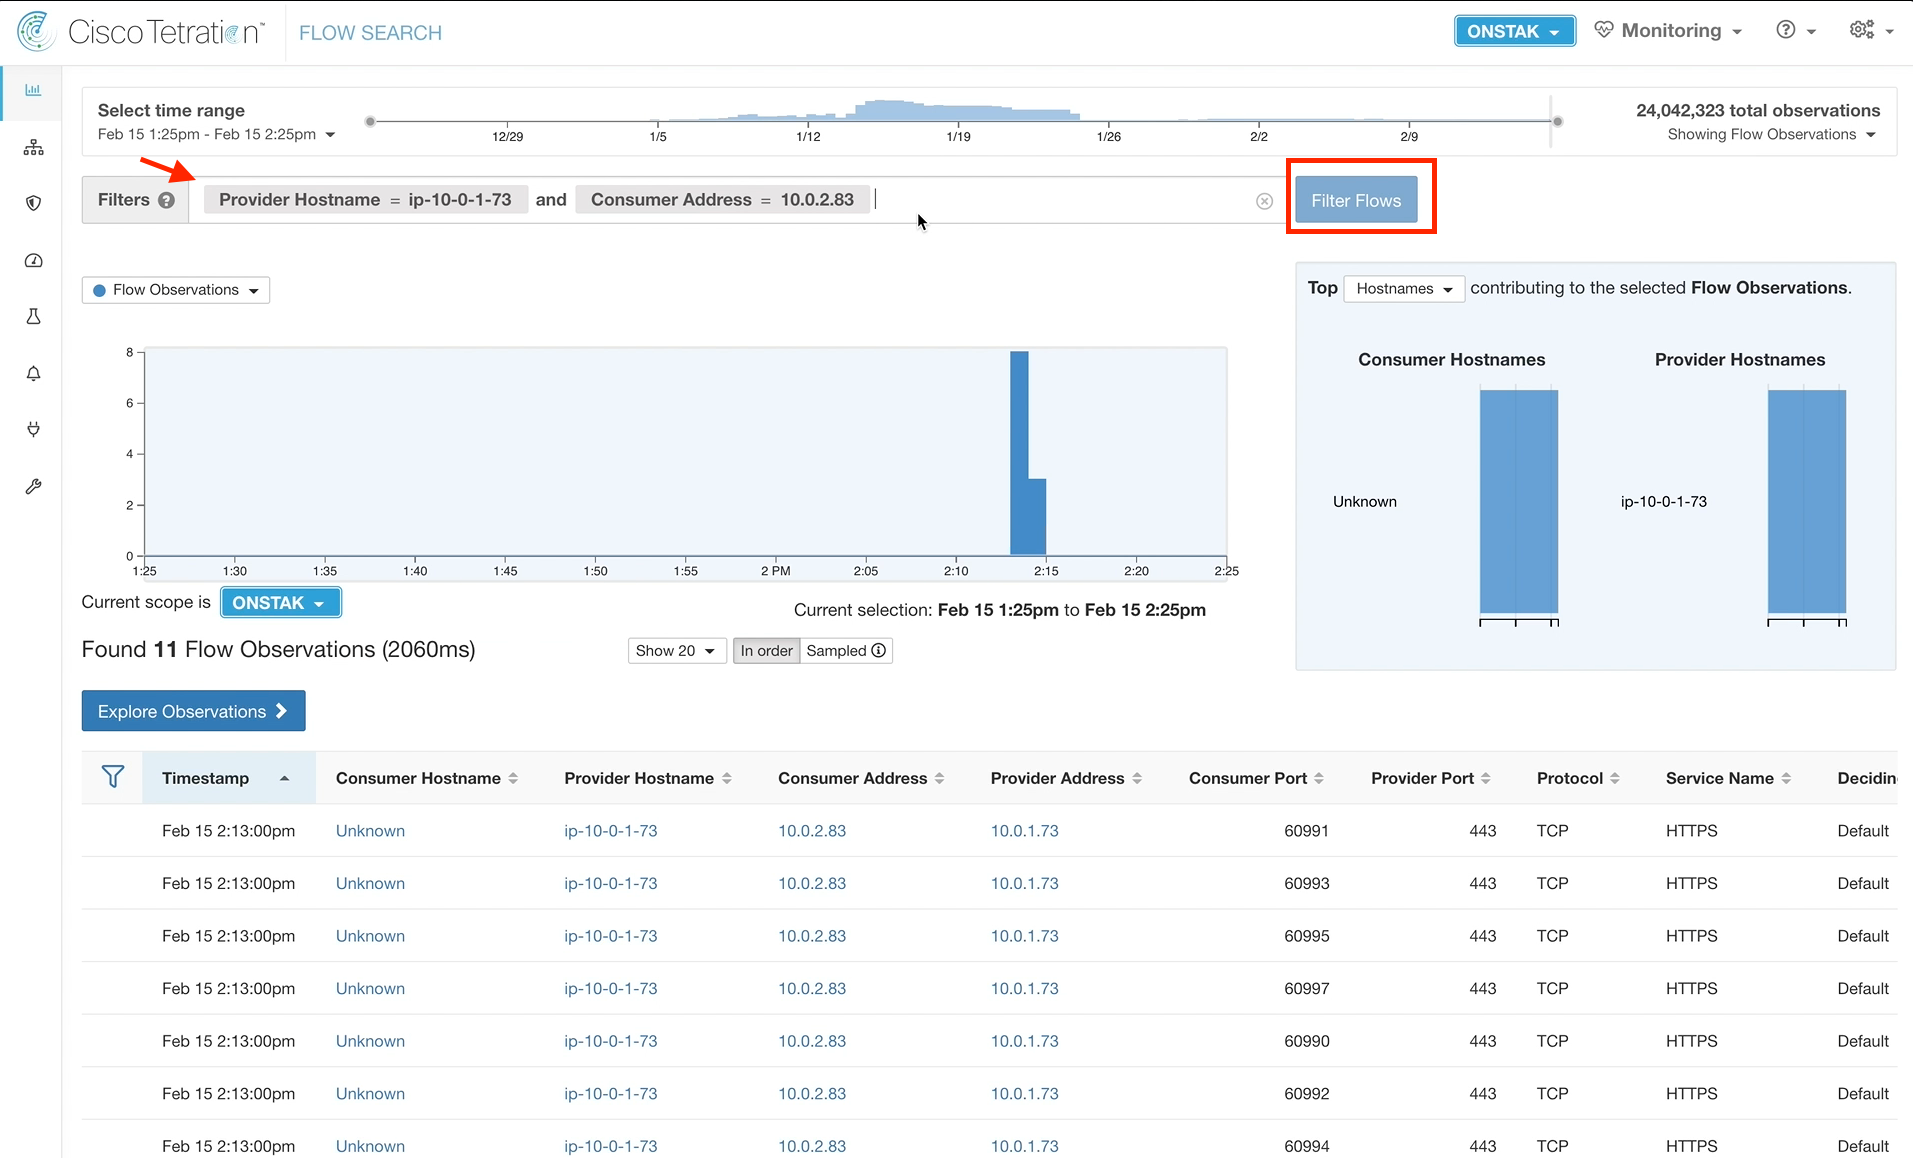 Cisco Tetration™ FLOW SEARCH ONSTAK Monitoring ?
Select time range 24,042,323 total observations
Feb 15 1:25pm - Feb 15 2:25pm 12/29 1/5 1/12 1/19 1/26 2/2 2/9 Showing Flow Observations
Filters ? Provider Hostname = ip-10-0-1-73 and Consumer Address = 10.0.2.83 Filter Flows
Flow Observations
Top Hostnames contributing to the selected Flow Observations.
Consumer Hostnames Provider Hostnames
Unknown ip-10-0-1-73
8
6
4
2
0
1:25 1:30 1:35 1:40 1:45 1:50 1:55 2 PM 2:05 2:10 2:15 2:20 2:25
Current scope is ONSTAK Current selection: Feb 15 1:25pm to Feb 15 2:25pm
Found 11 Flow Observations (2060ms) Show 20 In order Sampled
Explore Observations
Timestamp Consumer Hostname Provider Hostname Consumer Address Provider Address Consumer Port Provider Port Protocol Service Name Decidin
Feb 15 2:13:00pm Unknown ip-10-0-1-73 10.0.2.83 10.0.1.73 60991 443 TCP HTTPS Default
Feb 15 2:13:00pm Unknown ip-10-0-1-73 10.0.2.83 10.0.1.73 60993 443 TCP HTTPS Default
Feb 15 2:13:00pm Unknown ip-10-0-1-73 10.0.2.83 10.0.1.73 60995 443 TCP HTTPS Default
Feb 15 2:13:00pm Unknown ip-10-0-1-73 10.0.2.83 10.0.1.73 60997 443 TCP HTTPS Default
Feb 15 2:13:00pm Unknown ip-10-0-1-73 10.0.2.83 10.0.1.73 60990 443 TCP HTTPS Default
Feb 15 2:13:00pm Unknown ip-10-0-1-73 10.0.2.83 10.0.1.73 60992 443 TCP HTTPS Default
Feb 15 2:13:00pm Unknown ip-10-0-1-73 10.0.2.83 10.0.1.73 60994 443 TCP HTTPS Default